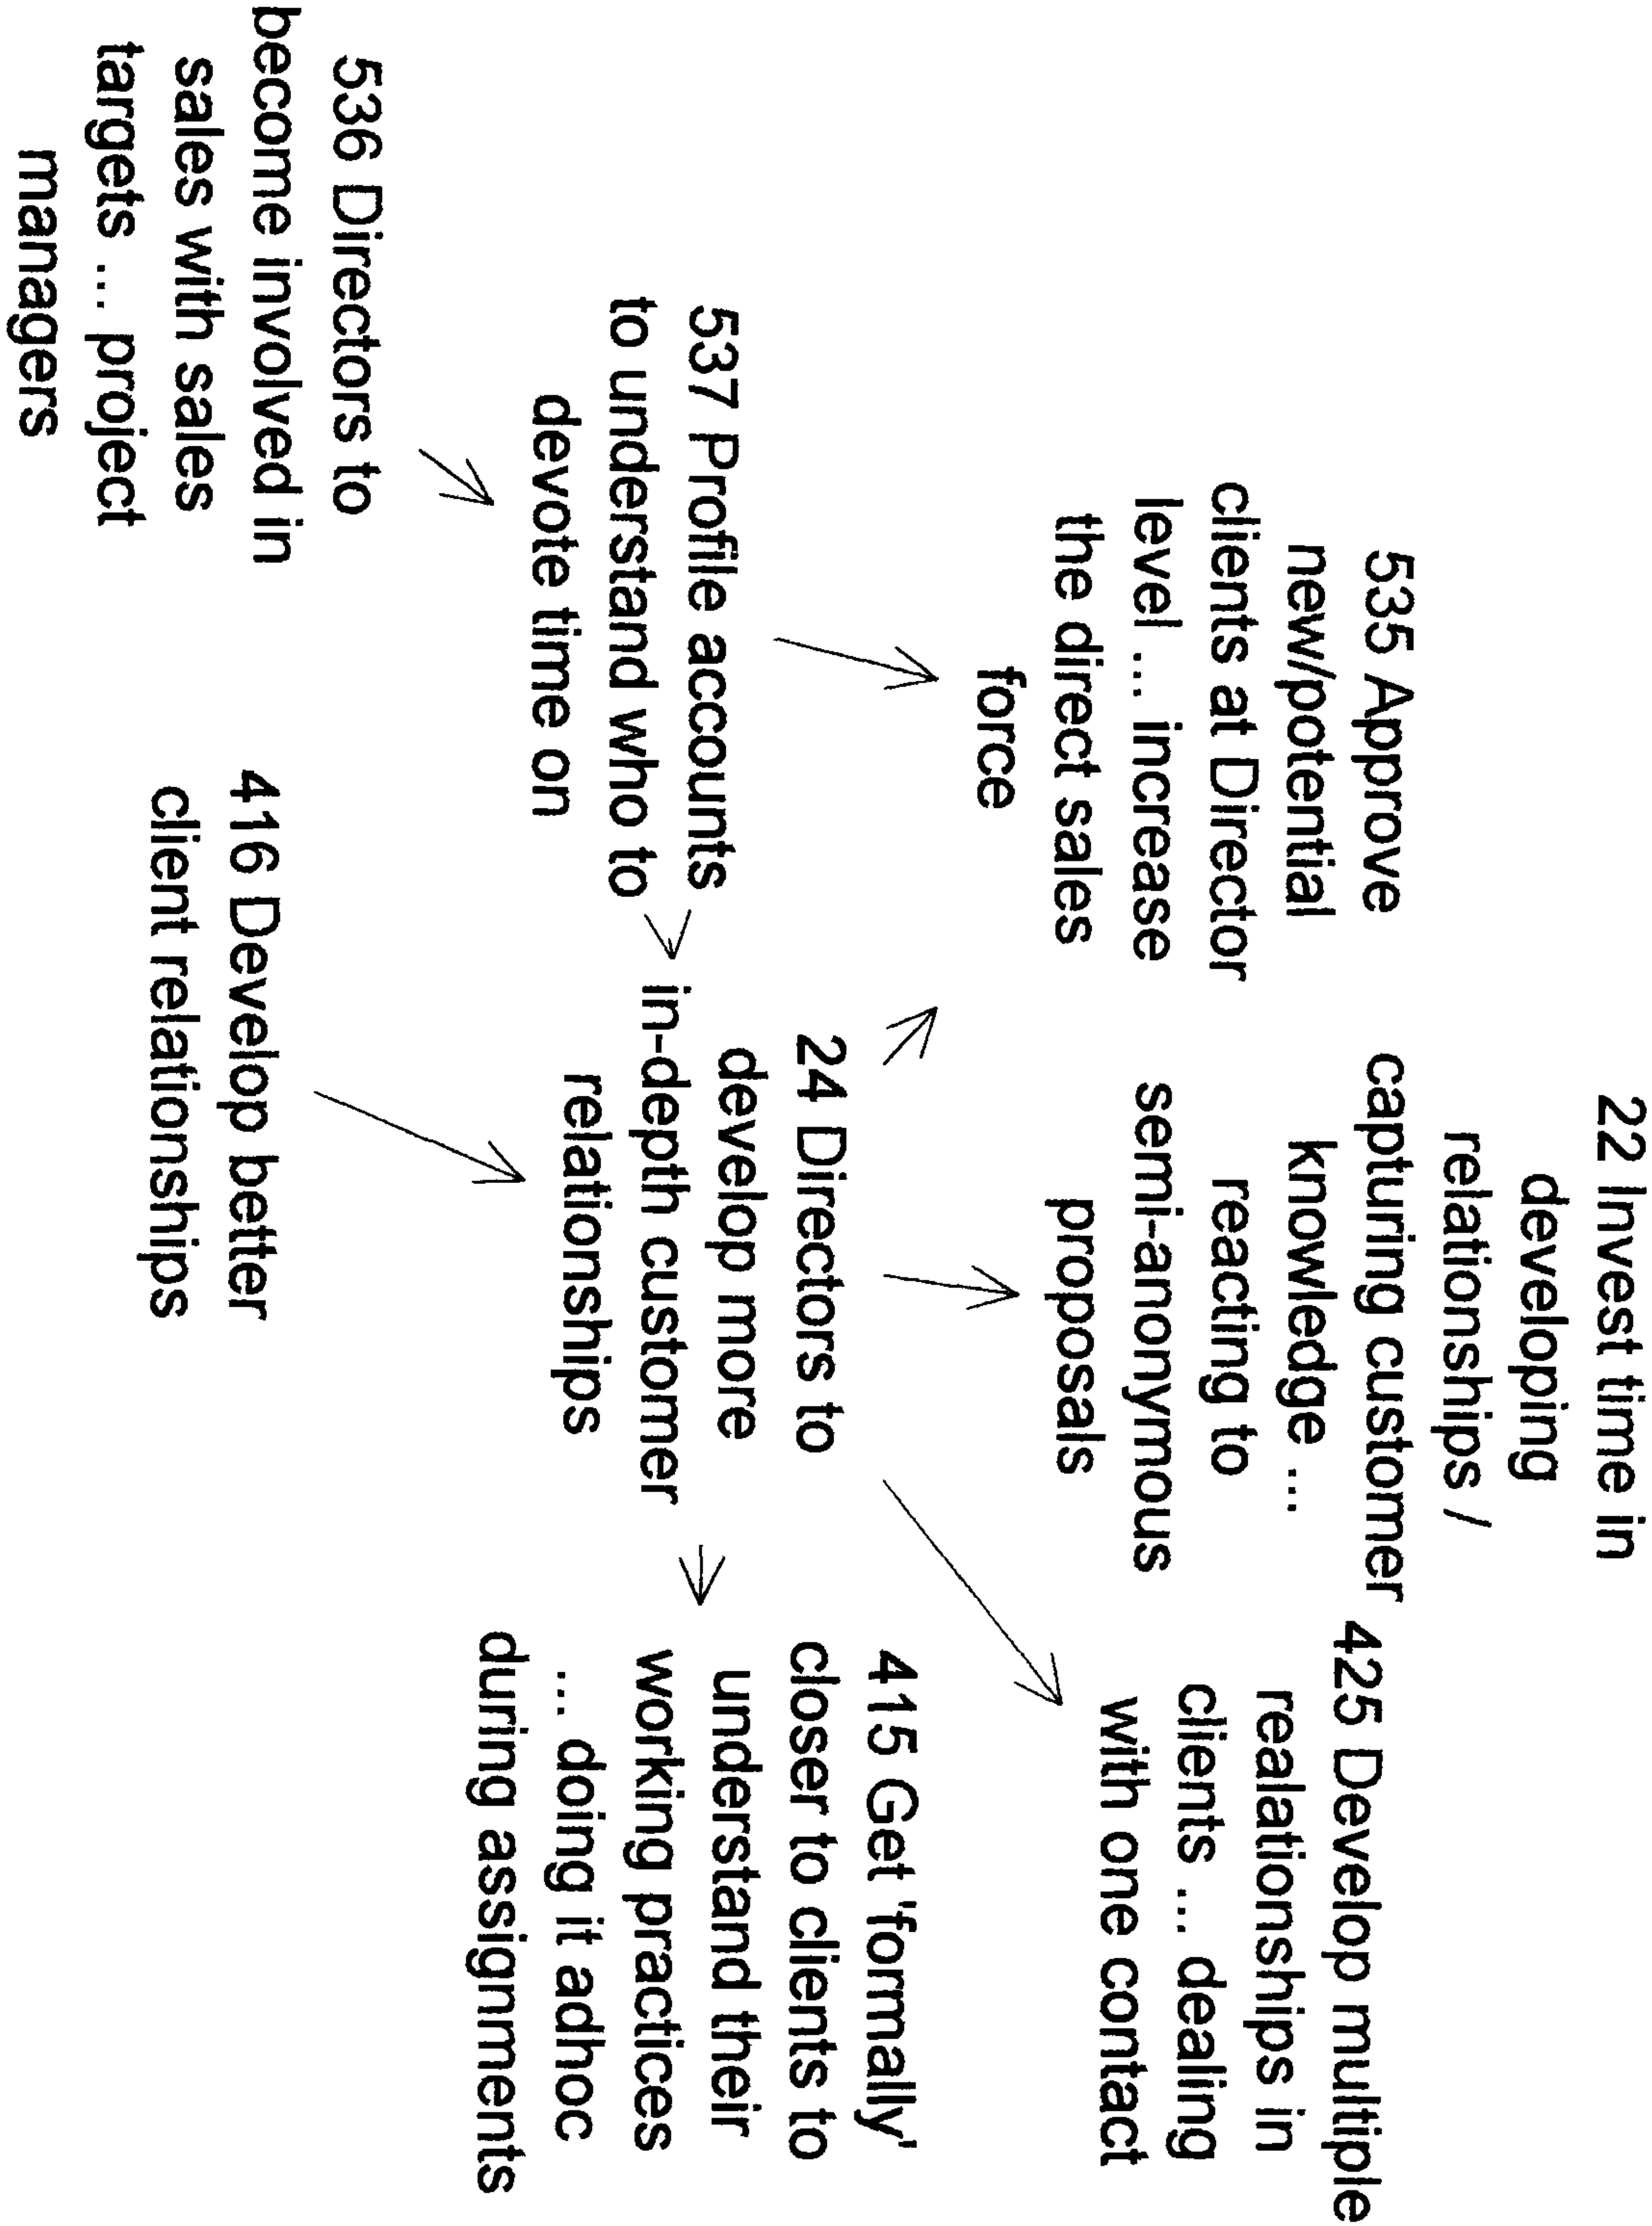 22 Invest time in
developing
relationships /
capturing customer
knowledge ...
reacting to
semi-anonymous
proposals
535 Approve
new/potential
clients at Director
level ... increase
the direct sales
force
425 Develop multiple
realationships in
clients ... dealing
with one contact
537 Profile accounts
to understand who to
devote time on
24 Directors to
develop more
in-depth customer
relationships
415 Get 'formally'
closer to clients to
understand their
working practices
... doing it adhoc
during assignments
536 Directors to
become involved in
sales with sales
targets ... project
managers
416 Develop better
client relationships